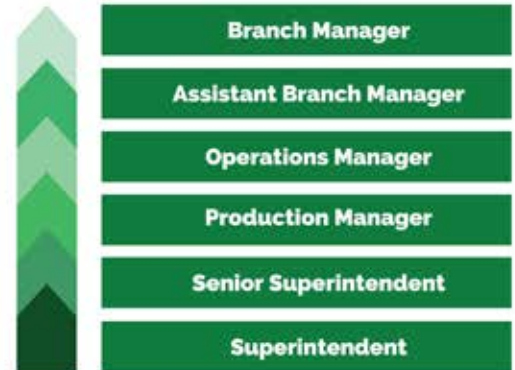 Branch Manager
Assistant Branch Manager
Operations Manager
Production Manager
Senior Superintendent
Superintendent